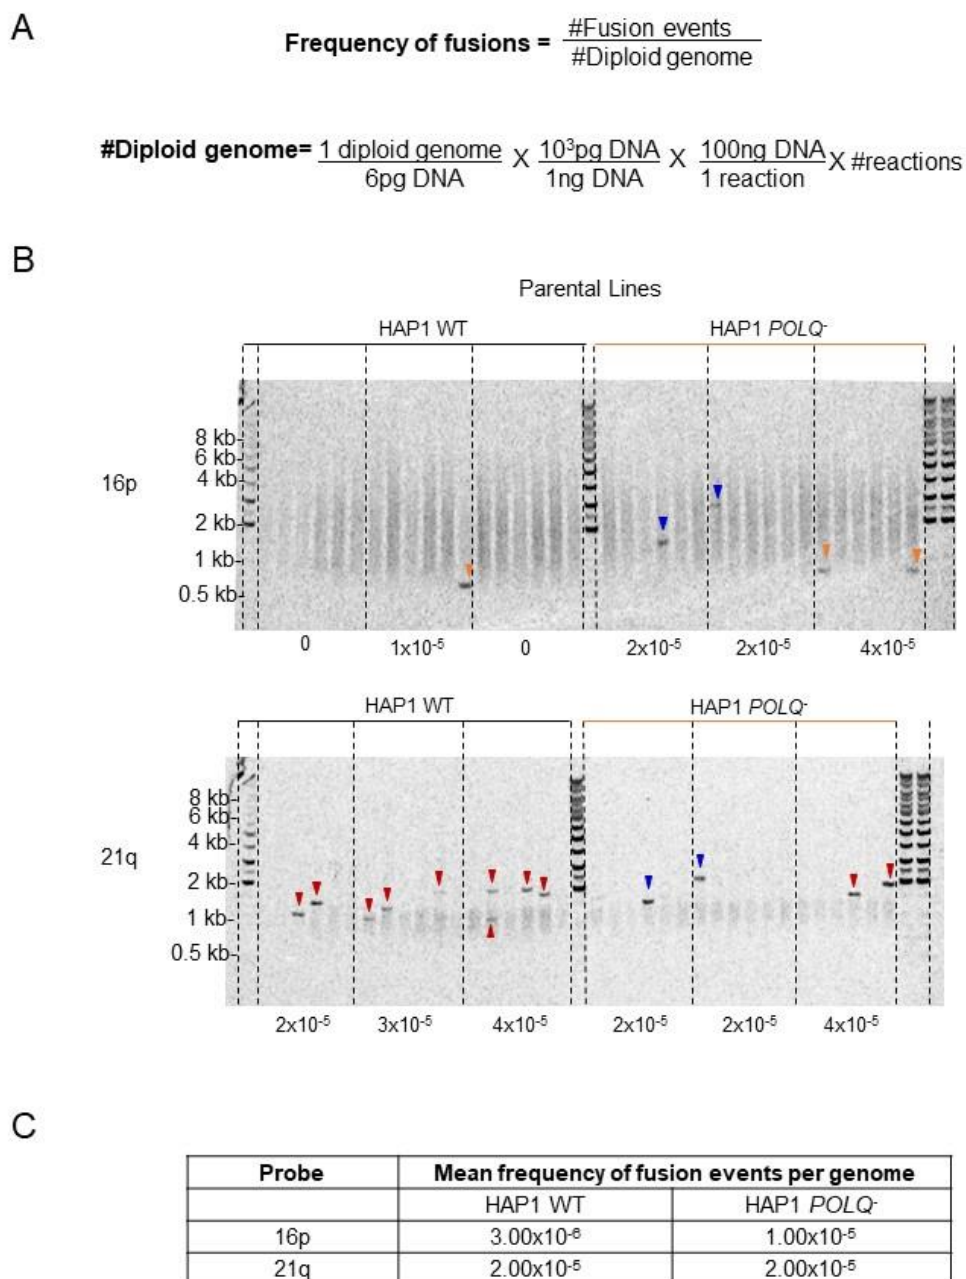 A
Frequency of fusions = #Fusion events
#Diploid genome
#Diploid genome= 1 diploid genome X 10³pg DNA X 100ng DNA X #reactions
6pg DNA 1ng DNA 1 reaction
B
Parental Lines
HAP1 WT HAP1 POLQ⁻
16p
8 kb
6 kb
4 kb
2 kb
1 kb
0.5 kb
0 1x10⁻⁵ 0 2x10⁻⁵ 2x10⁻⁵ 4x10⁻⁵
HAP1 WT HAP1 POLQ⁻
21q
8 kb
6 kb
4 kb
2 kb
1 kb
0.5 kb
2x10⁻⁵ 3x10⁻⁵ 4x10⁻⁵ 2x10⁻⁵ 2x10⁻⁵ 4x10⁻⁵
C
Probe Mean frequency of fusion events per genome
HAP1 WT HAP1 POLQ⁻
16p 3.00x10⁻⁶ 1.00x10⁻⁵
21q 2.00x10⁻⁵ 2.00x10⁻⁵